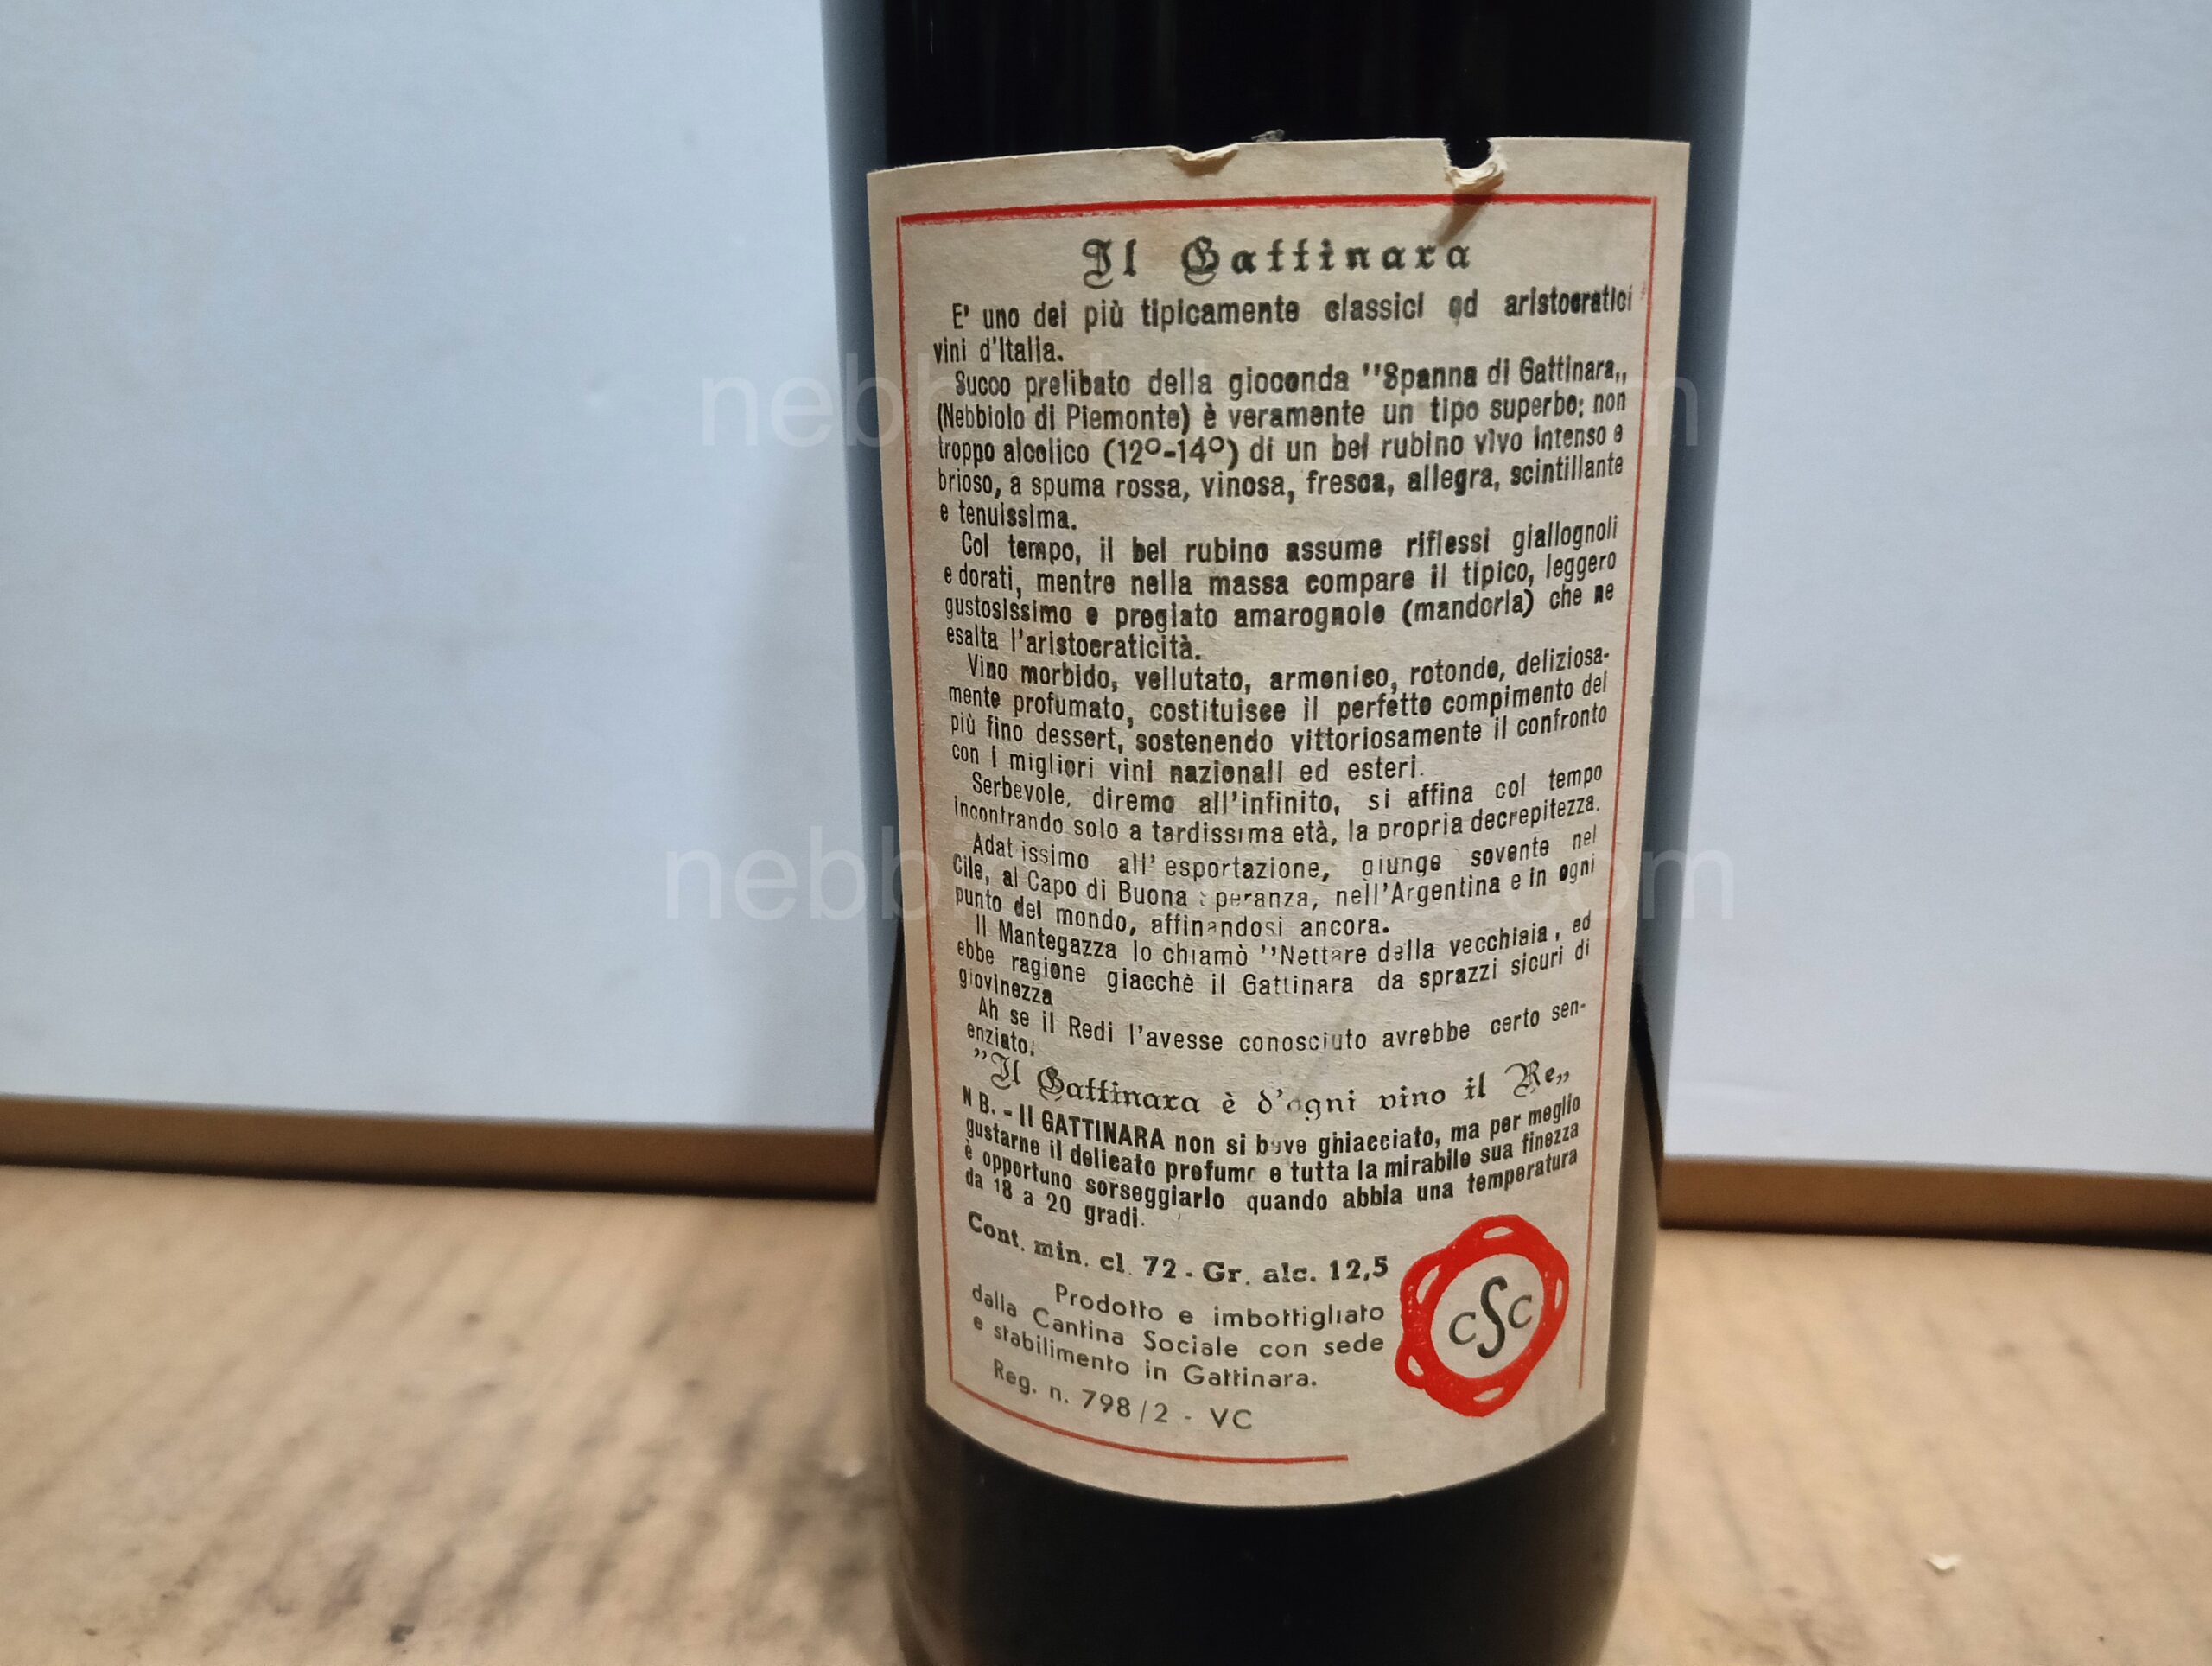 Il Gattinara
E' uno dei più tipicamente classici ed aristocratici
vini d'Italia.
Succo prelibato della gioconda "Spanna di Gattinara„
(Nebbiolo di Piemonte) è veramente un tipo superbo; non
troppo alcolico (12º-14º) di un bel rubino vivo intenso e
brioso, a spuma rossa, vinosa, fresca, allegra, scintillante
e tenuissima.
Col tempo, il bel rubino assume riflessi giallognoli
e dorati, mentre nella massa compare il tipico, leggero
gustosissimo e pregiato amarognolo (mandorla) che ne
esalta l'aristocraticità.
Vino morbido, vellutato, armonico, rotondo, deliziosa-
mente profumato, costituisce il perfetto compimento del
più fino dessert, sostenendo vittoriosamente il confronto
con i migliori vini nazionali ed esteri.
Serbevole, diremo all'infinito, si affina col tempo
incontrando solo a tardissima età, la propria decrepitezza.
Adat issimo all'esportazione, giunge sovente nel
Cile, al Capo di Buona speranza, nell'Argentina e in ogni
punto del mondo, affinandosi ancora.
Il Mantegazza lo chiamò "Nettare della vecchiaia, ed
ebbe ragione giacchè il Gattinara da sprazzi sicuri di
giovinezza
Ah se il Redi l'avesse conosciuto avrebbe certo sen-
enziato:
"Il Gattinara è d'ogni vino il Re„
N B. - Il GATTINARA non si beve ghiacciato, ma per meglio
gustarne il delicato profumo e tutta la mirabile sua finezza
è opportuno sorseggiarlo quando abbia una temperatura
da 18 a 20 gradi.
Cont. min. cl. 72 - Gr. alc. 12,5
Prodotto e imbottigliato
dalla Cantina Sociale con sede
e stabilimento in Gattinara.
Reg. n. 798/2 - VC
CSC